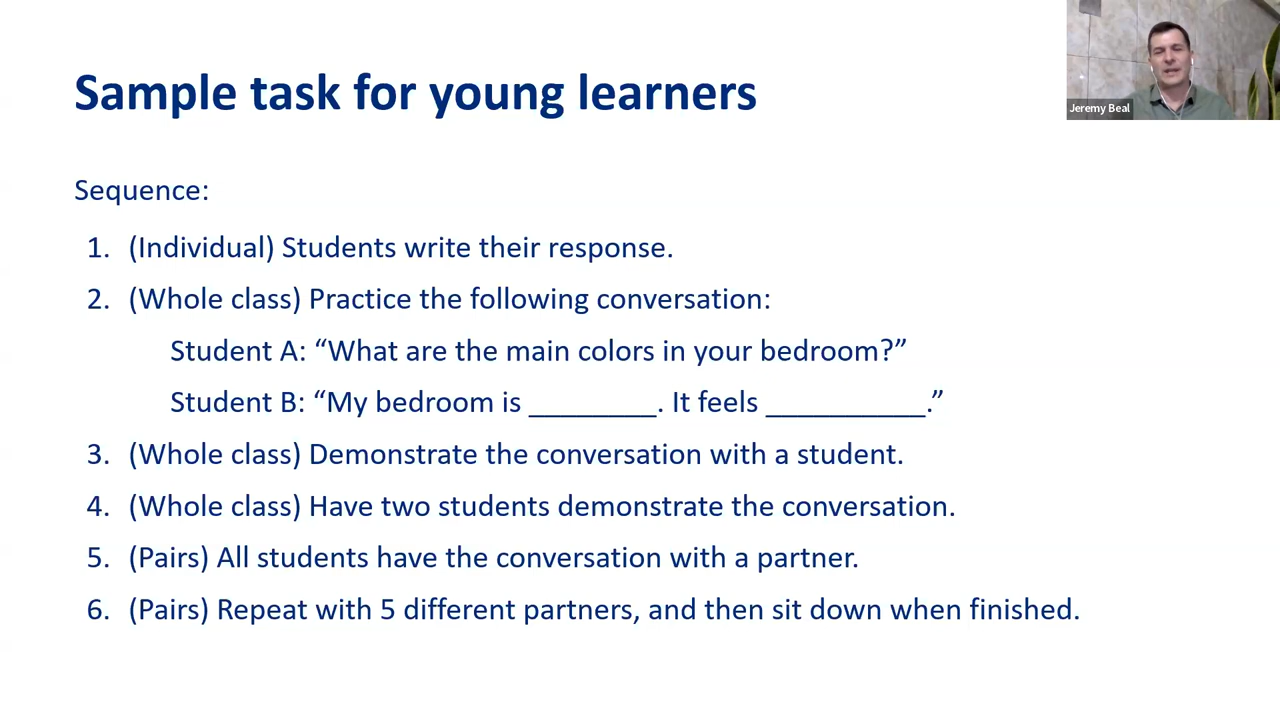 Sample task for young learners
Jeremy Beal
Sequence:
1. (Individual) Students write their response.
2. (Whole class) Practice the following conversation:
Student A: “What are the main colors in your bedroom?”
Student B: “My bedroom is ________. It feels __________.”
3. (Whole class) Demonstrate the conversation with a student.
4. (Whole class) Have two students demonstrate the conversation.
5. (Pairs) All students have the conversation with a partner.
6. (Pairs) Repeat with 5 different partners, and then sit down when finished.